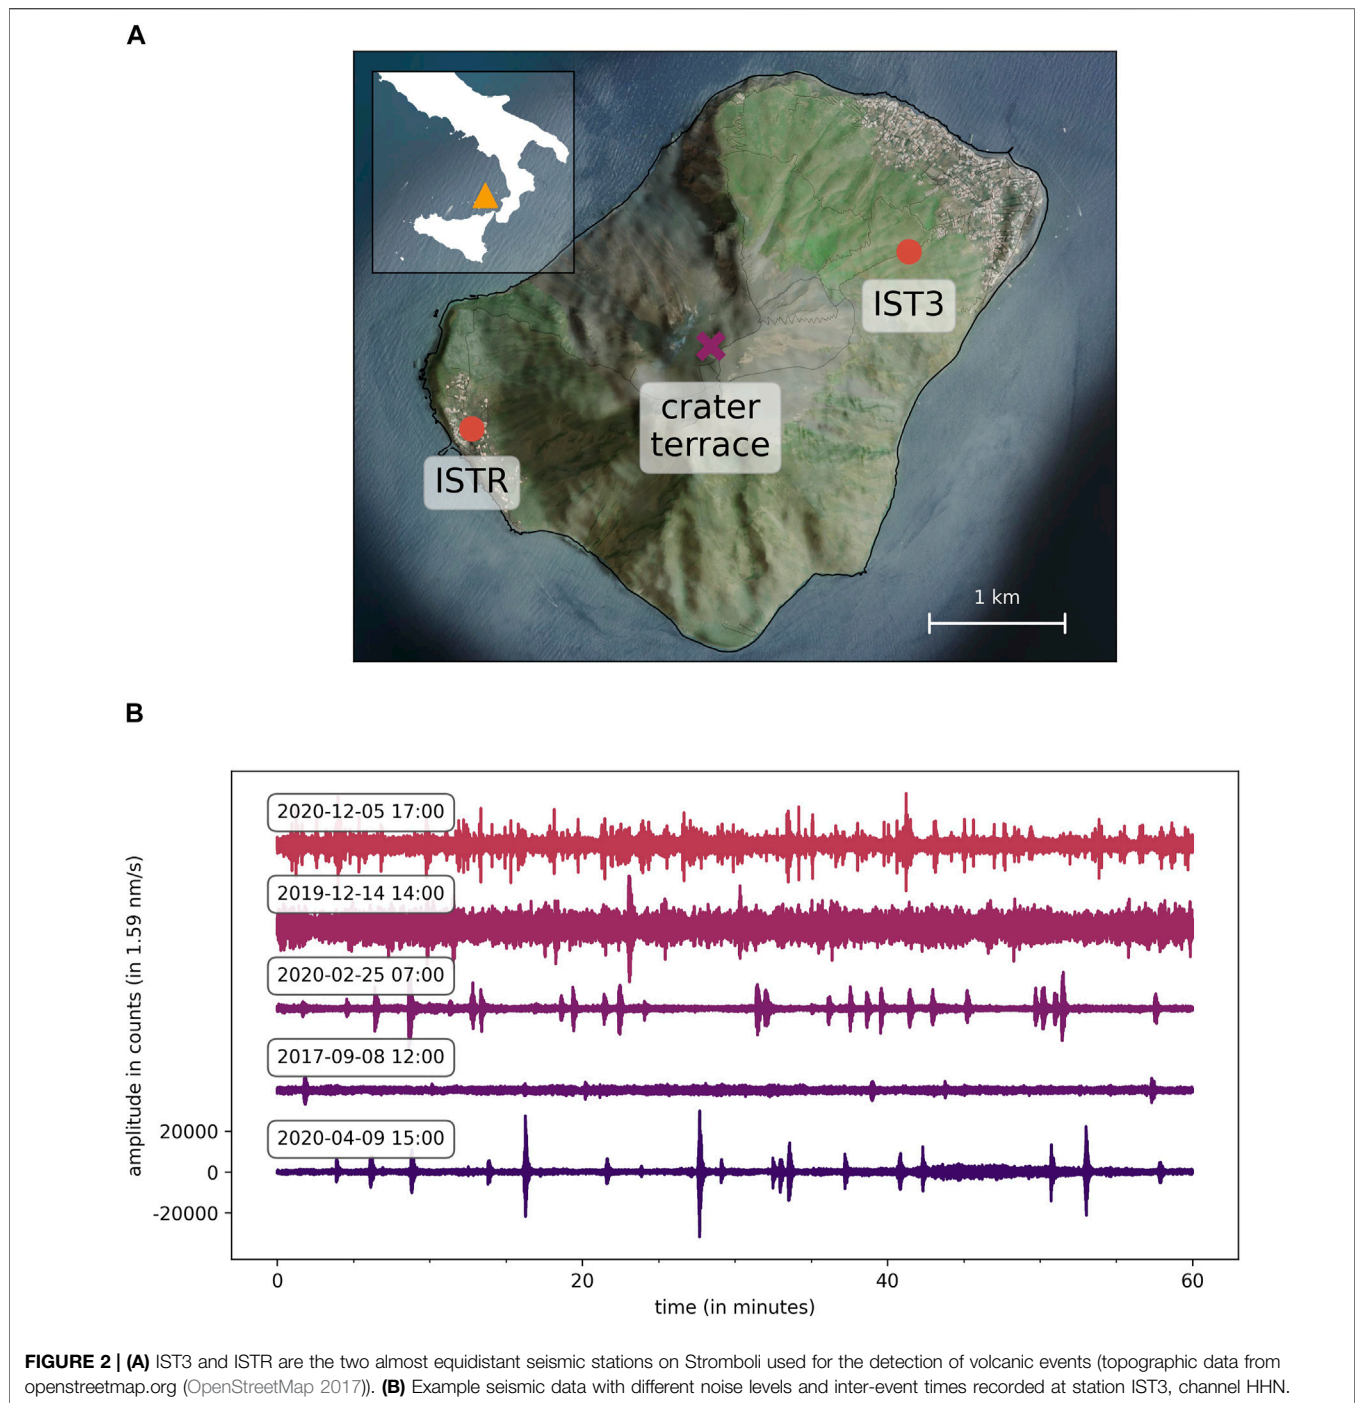 A
IST3
crater
terrace
ISTR
1 km
B
2020-12-05 17:00
2019-12-14 14:00
2020-02-25 07:00
2017-09-08 12:00
2020-04-09 15:00
amplitude in counts (in 1.59 nm/s)
20000
0
-20000
0 20 40 60
time (in minutes)
FIGURE 2 | (A) IST3 and ISTR are the two almost equidistant seismic stations on Stromboli used for the detection of volcanic events (topographic data from
openstreetmap.org (OpenStreetMap 2017)). (B) Example seismic data with different noise levels and inter-event times recorded at station IST3, channel HHN.